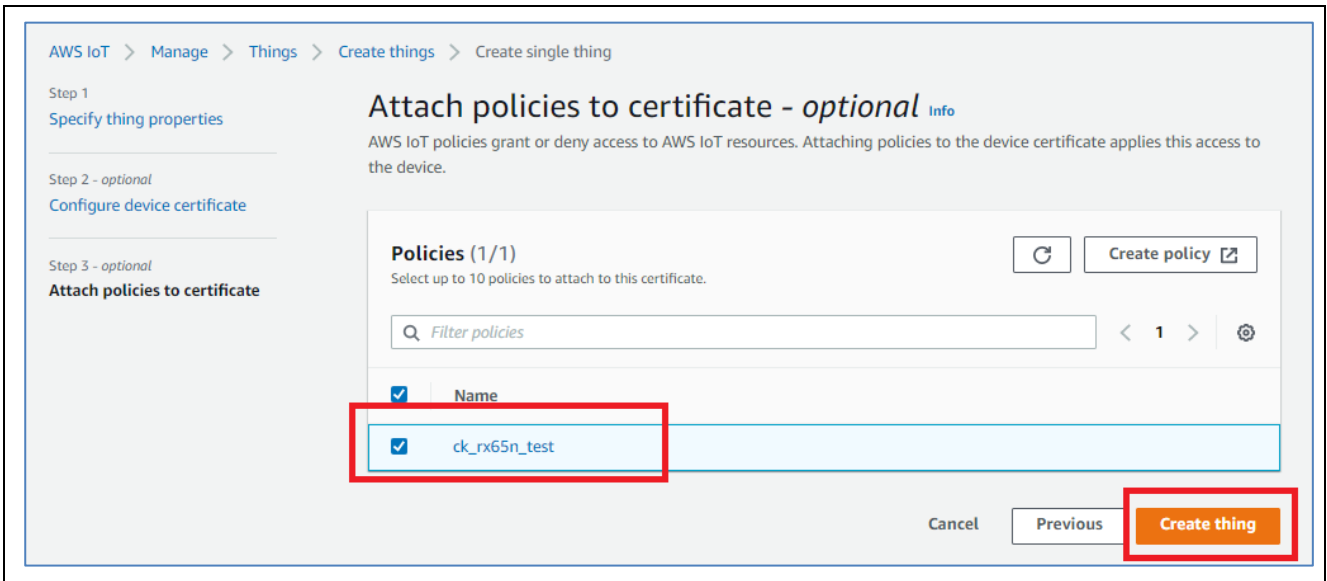 AWS IoT > Manage > Things > Create things > Create single thing
Step 1
Specify thing properties
Step 2 - optional
Configure device certificate
Step 3 - optional
Attach policies to certificate
Attach policies to certificate - optional Info
AWS IoT policies grant or deny access to AWS IoT resources. Attaching policies to the device certificate applies this access to
the device.
Policies (1/1)
Select up to 10 policies to attach to this certificate.
Create policy
Filter policies
< 1 >
Name
ck_rx65n_test
Cancel Previous Create thing